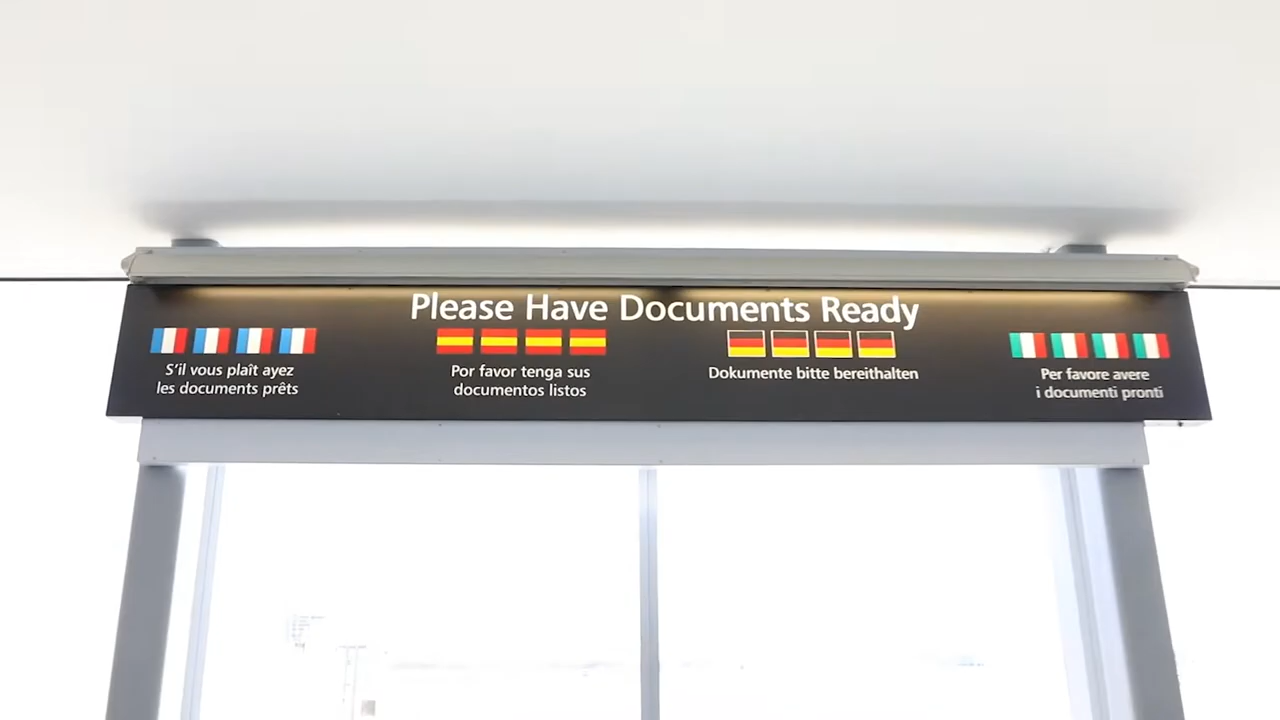 Please Have Documents Ready
S'il vous plaît ayez
les documents prêts
Por favor tenga sus
documentos listos
Dokumente bitte bereithalten
Per favore avere
i documenti pronti